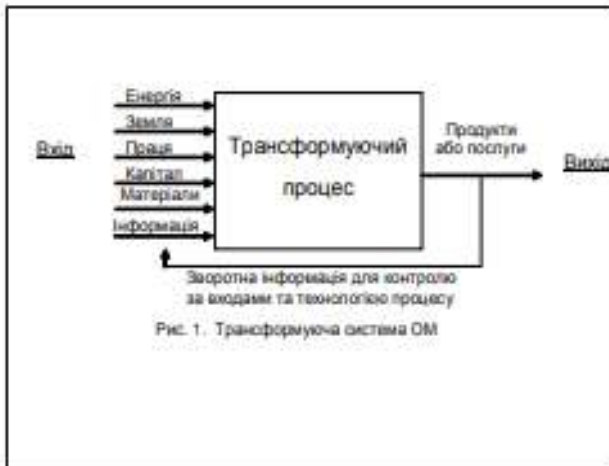 Енергія
Земля
Вхід
Праця
Капітал
Матеріали
Інформація
Трансформуючий
процес
Продукти
або послуги
Вихід
Зворотна інформація для контролю
за входами та технологією процесу
Рис. 1. Трансформуюча система ОМ